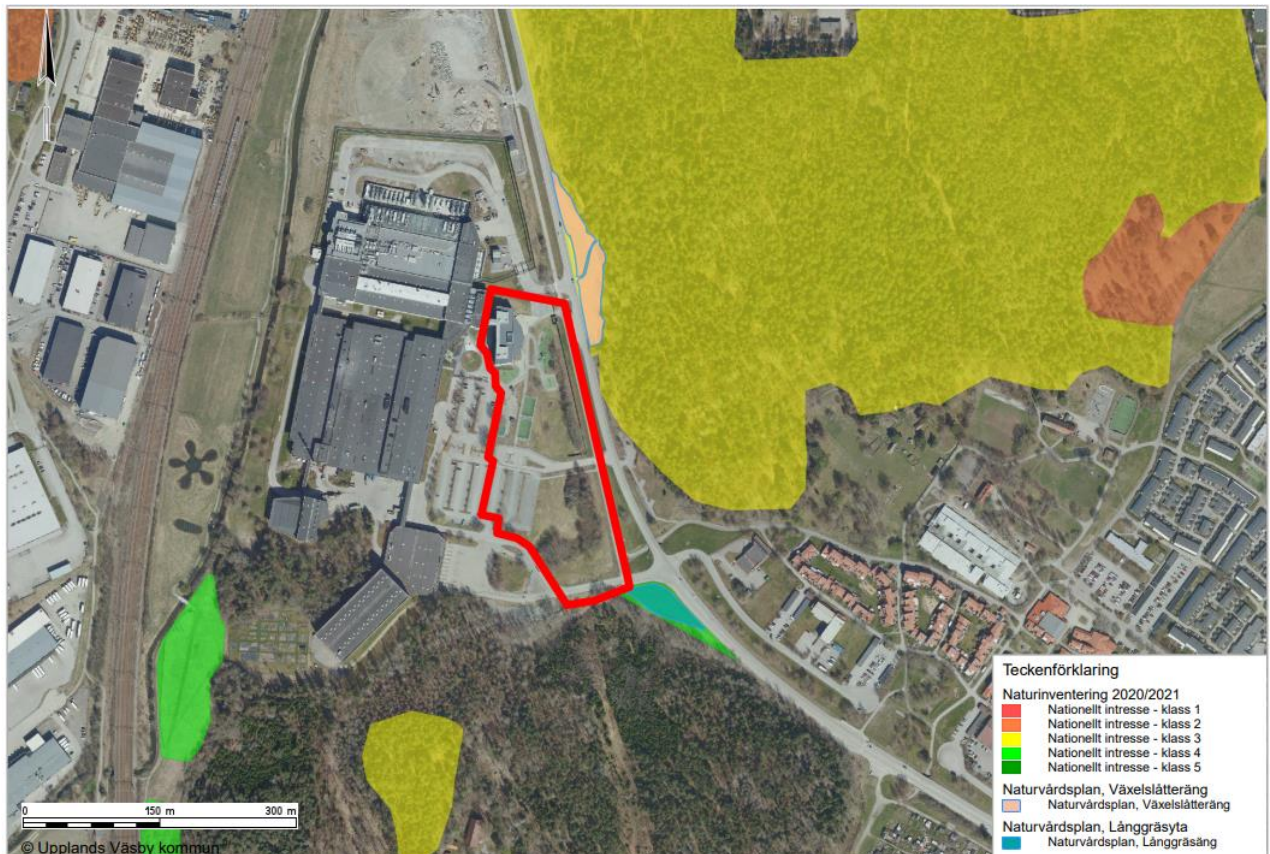 Teckenförklaring
Naturinventering 2020/2021
Nationellt intresse - klass 1
Nationellt intresse - klass 2
Nationellt intresse - klass 3
Nationellt intresse - klass 4
Nationellt intresse - klass 5
Naturvårdsplan, Växelslåtteräng
Naturvårdsplan, Växelslåtteräng
Naturvårdsplan, Långgräsyta
Naturvårdsplan, Långgräsäng
0 150 m 300 m
© Upplands Väsby kommun